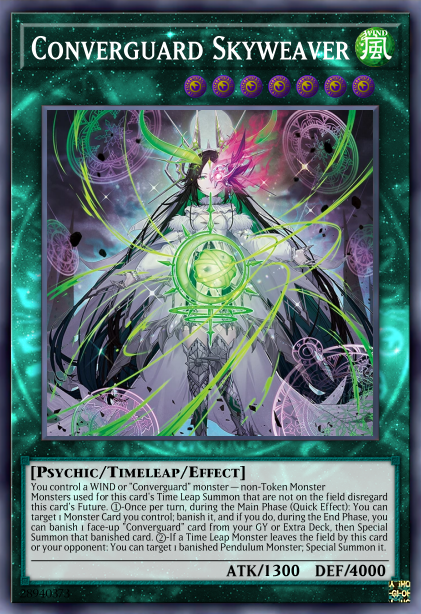 CONVERGUARD SKYWEAVER
WIND
風
[PSYCHIC/TIMELEAP/EFFECT]
You control a WIND or "Converguard" monster — non-Token Monster
Monsters used for this card's Time Leap Summon that are not on the field disregard
this card's Future. ①-Once per turn, during the Main Phase (Quick Effect): You can
target 1 Monster Card you control; banish it, and if you do, during the End Phase, you
can banish 1 face-up "Converguard" card from your GY or Extra Deck, then Special
Summon that banished card. ②-If a Time Leap Monster leaves the field by this card
or your opponent: You can target 1 banished Pendulum Monster; Special Summon it.
ATK/1300 DEF/4000